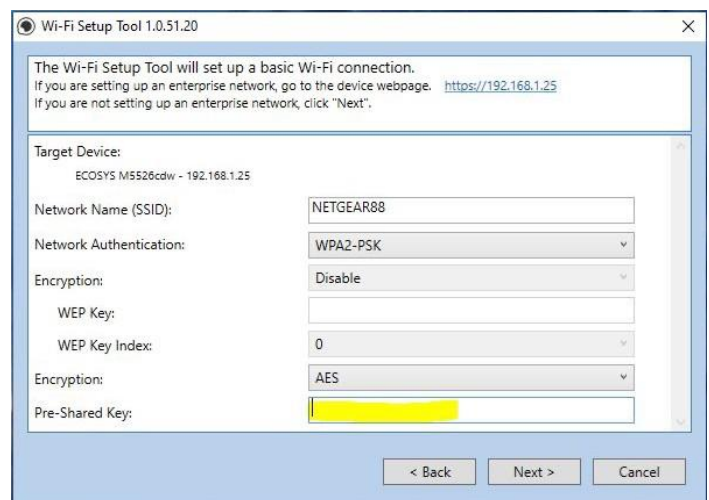 Wi-Fi Setup Tool 1.0.51.20
The Wi-Fi Setup Tool will set up a basic Wi-Fi connection.
If you are setting up an enterprise network, go to the device webpage. https://192.168.1.25
If you are not setting up an enterprise network, click "Next".
Target Device:
ECOSYS M5526cdw - 192.168.1.25
Network Name (SSID): NETGEAR88
Network Authentication: WPA2-PSK
Encryption: Disable
WEP Key:
WEP Key Index: 0
Encryption: AES
Pre-Shared Key:
< Back Next > Cancel